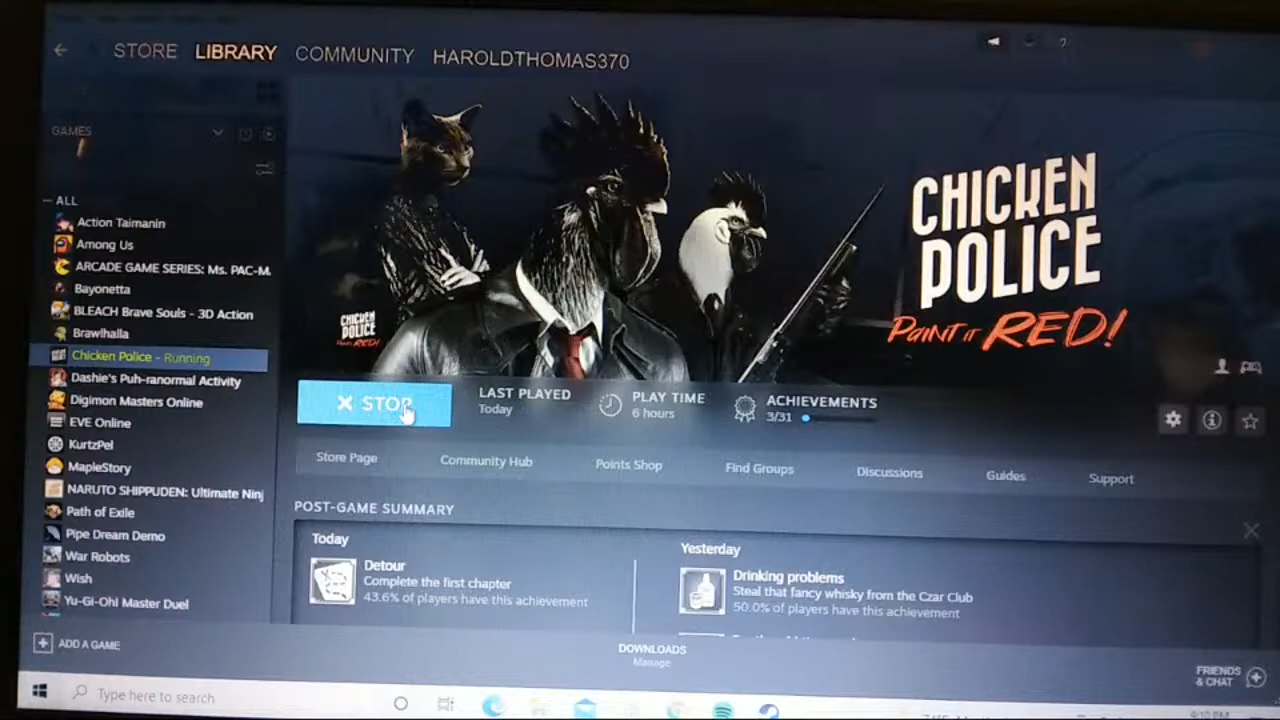 STORE LIBRARY COMMUNITY HAROLDTHOMAS370
GAMES
ALL
Action Taimanin
Among Us
ARCADE GAME SERIES: Ms. PAC-M
Bayonetta
BLEACH Brave Souls - 3D Action
Brawlhalla
Chicken Police - Running
Dashie's Puh-ranormal Activity
Digimon Masters Online
EVE Online
KurtzPel
MapleStory
NARUTO SHIPPUDEN: Ultimate Ninj
Path of Exile
Pipe Dream Demo
War Robots
Wish
Yu-Gi-Oh! Master Duel
ADD A GAME
CHICKEN
POLICE
PAINT IT RED!
CHICKEN
POLICE
PAINT IT RED!
STOP
LAST PLAYED
Today
PLAY TIME
6 hours
ACHIEVEMENTS
3/31
Store Page Community Hub Points Shop Find Groups Discussions Guides Support
POST-GAME SUMMARY
Today
Detour
Complete the first chapter
43.6% of players have this achievement
Yesterday
Drinking problems
Steal that fancy whisky from the Czar Club
50.0% of players have this achievement
DOWNLOADS
Manage
FRIENDS
& CHAT
Type here to search
9:10 PM